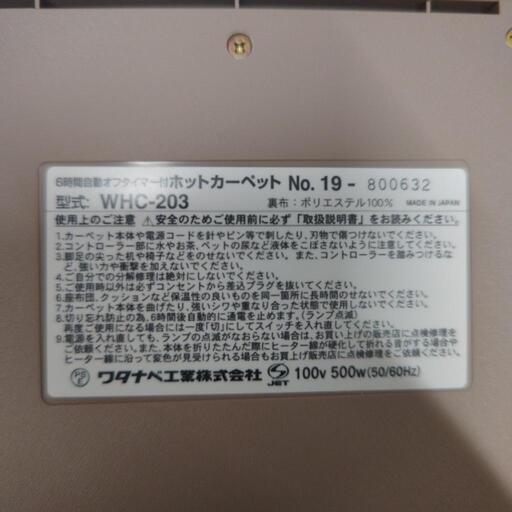 6時間自動オフタイマー付ホットカーペット No. 19 - 800632
型式: WHC-203 裏布：ポリエステル100% MADE IN JAPAN
使用上のご注意 ⚠安全のためご使用前に必ず「取扱説明書」をお読みください。
1.カーペット本体や電源コードを針やピン等で刺したり、刃物で傷つけないでください。
2.コントローラー部に水やお茶、ペットの尿など液体をこぼさないようにしてください。
3.脚足の尖った机や椅子などをのせないでください。また、コントローラーを踏みつけるなど、強い力や衝撃を加えないでください。
4.ご自分での分解修理は絶対にしないでください。
5.ご使用時以外は必ずコンセントから差込プラグを抜いてください。
6.座布団、クッションなど保温性の良いものを同一箇所に長時間のせないでください。
7.カーペット本体を曲げたり、強いシワや重なり合った状態で使用しないでください。
8.切り忘れ防止のため、6時間後自動的に通電を止めます。(ランプ点滅)
再度ご使用になる場合には一度「切」にしてスイッチを入れ直してください。
9.電源を入れ直しても、ランプの点滅がなおらない場合は、お買上げ販売店に点検修理をご依頼ください。また、本体を折りたたんだ際にヒーター線が硬化して折れる音がする場合やヒーター線に沿って変色が見受けられる場合もお買上げ販売店に点検修理をご依頼ください。
PSE ワタナベ工業株式会社 S JET 100v 500w(50/60Hz)